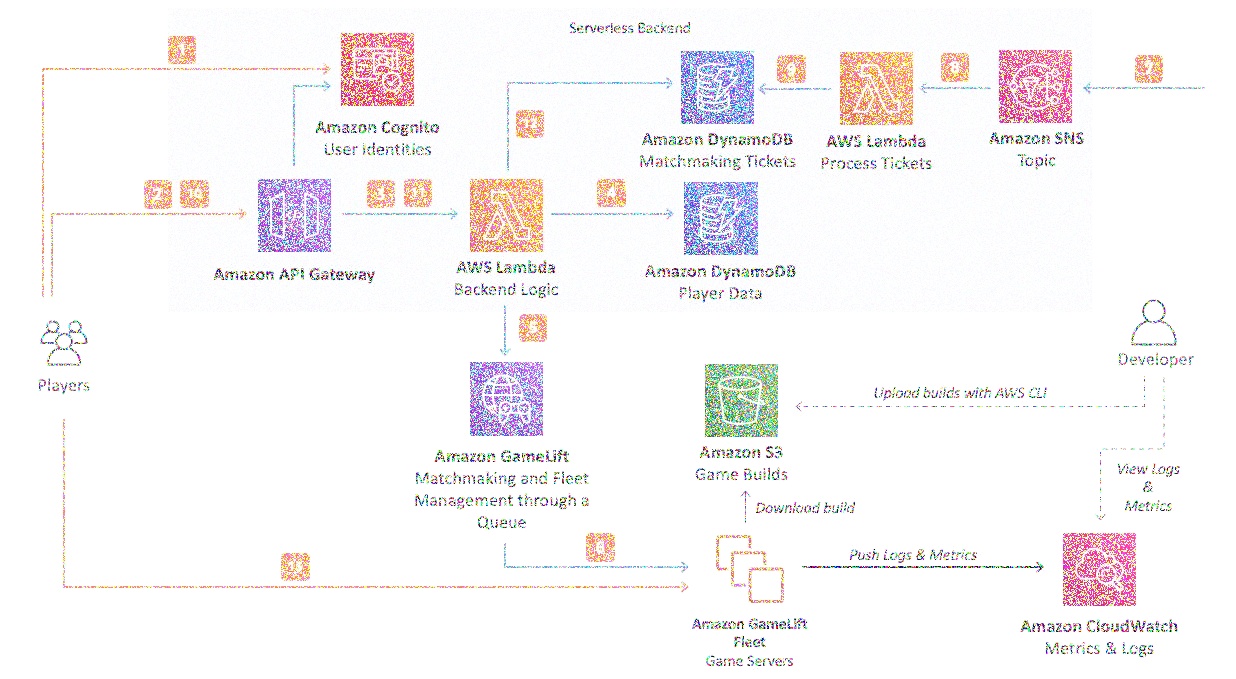 Serverless Backend
1
Amazon Cognito
User Identities
Amazon DynamoDB
Matchmaking Tickets
9
AWS Lambda
Process Tickets
8
Amazon SNS
Topic
7
2
10
Amazon API Gateway
3
AWS Lambda
Backend Logic
4
Amazon DynamoDB
Player Data
5
Players
Developer
Upload builds with AWS CLI
Amazon GameLift
Matchmaking and Fleet
Management through a
Queue
Amazon S3
Game Builds
View Logs
&
Metrics
Download build
6
Push Logs & Metrics
Amazon GameLift
Fleet
Game Servers
Amazon CloudWatch
Metrics & Logs